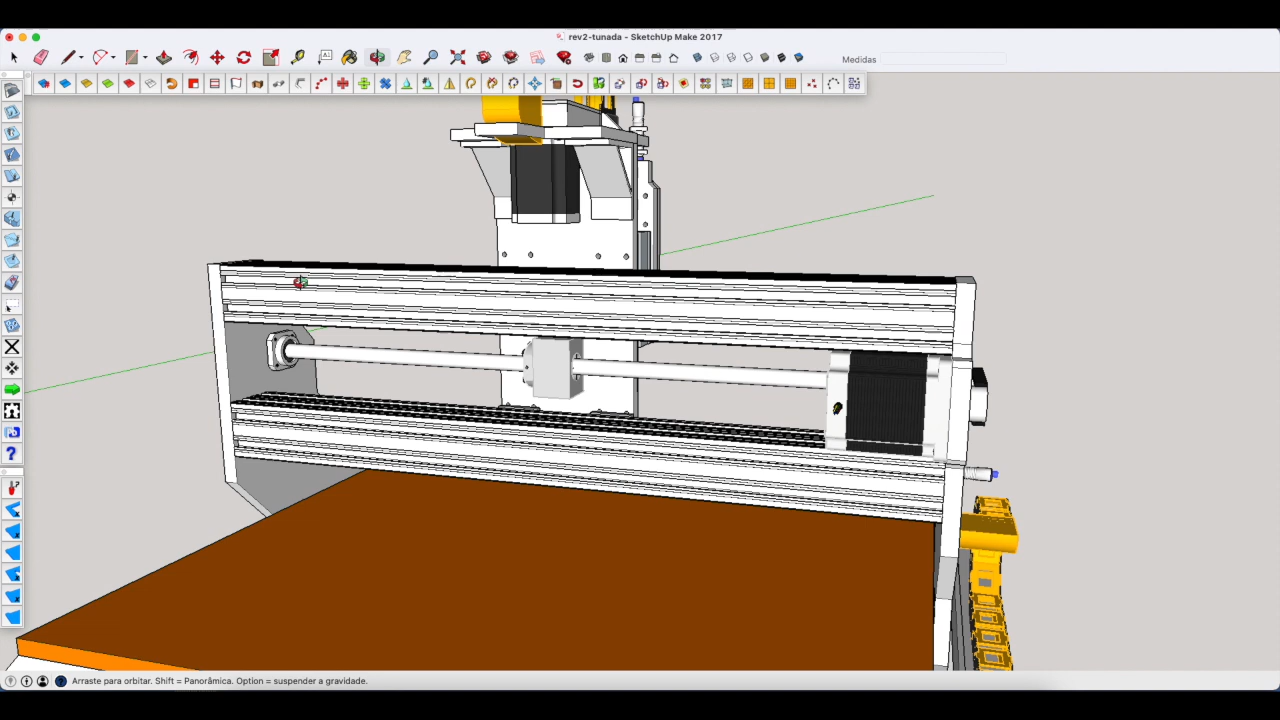 rev2-tunada - SketchUp Make 2017
Medidas
Arraste para orbitar. Shift = Panorâmica. Option = suspender a gravidade.